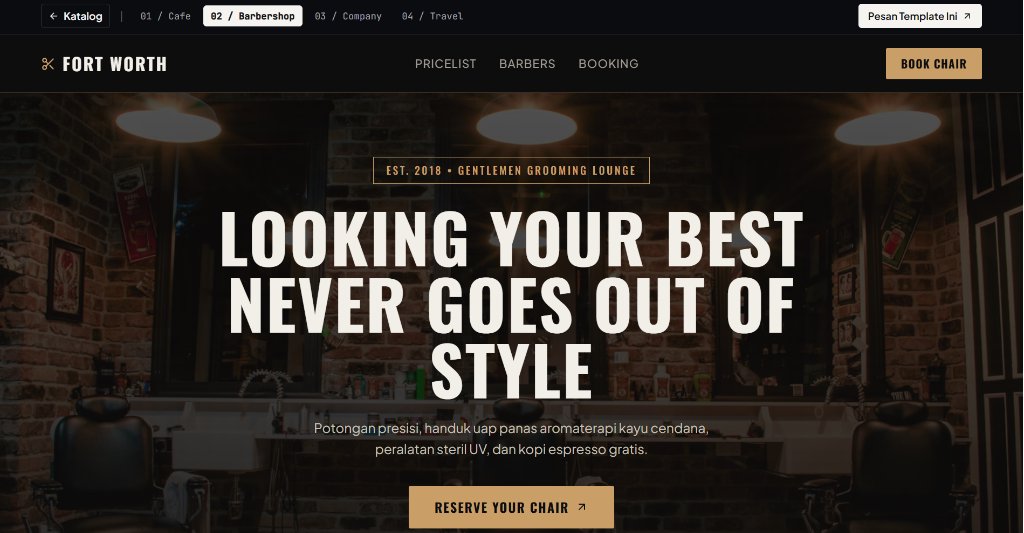 ← Katalog | 01 / Cafe 02 / Barbershop 03 / Company 04 / Travel Pesan Template Ini ↗
FORT WORTH PRICELIST BARBERS BOOKING BOOK CHAIR
EST. 2018 • GENTLEMEN GROOMING LOUNGE
LOOKING YOUR BEST
NEVER GOES OUT OF
STYLE
Potongan presisi, handuk uap panas aromaterapi kayu cendana,
peralatan steril UV, dan kopi espresso gratis.
RESERVE YOUR CHAIR ↗